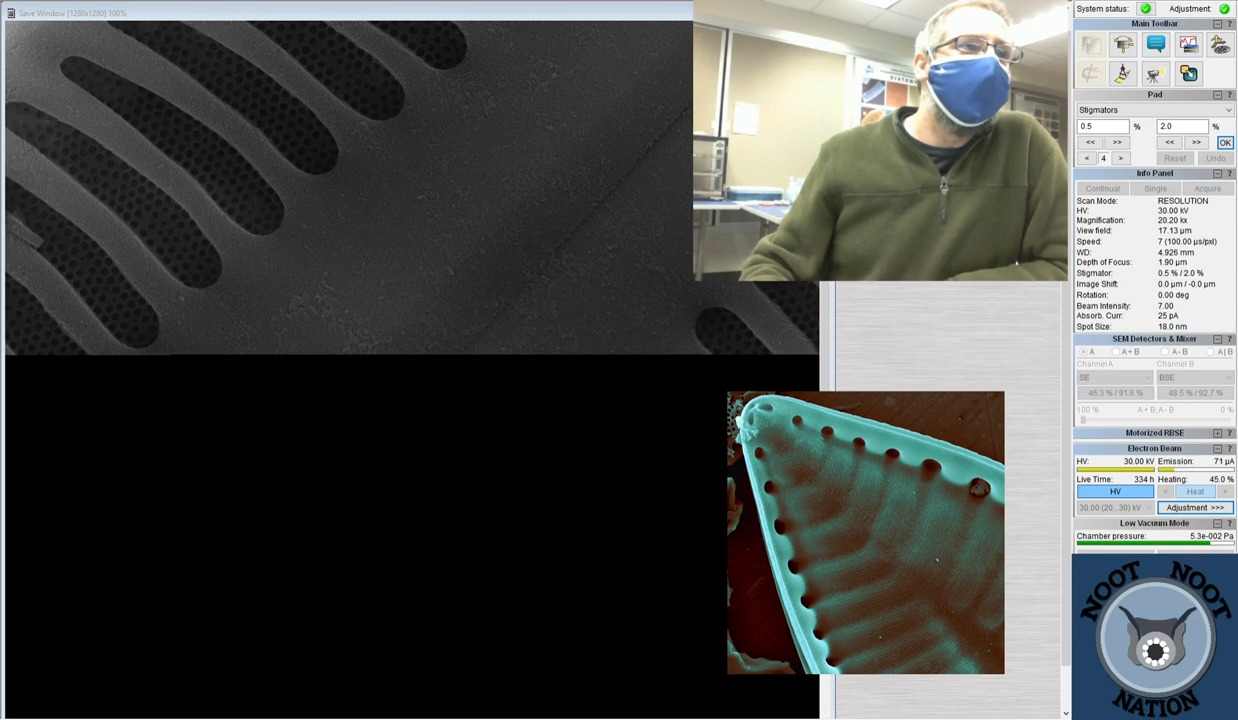 Save Window [1280x1280] 100%
System status: Adjustment:
Main Toolbar
Pad
Stigmators
0.5 % 2.0 %
<< >> << >> OK
< 4 > Reset Undo
Info Panel
Continual Single Acquire
Scan Mode: RESOLUTION
HV: 30.00 kV
Magnification: 20.20 kx
View field: 17.13 µm
Speed: 7 (100.00 µs/pxl)
WD: 4.926 mm
Depth of Focus: 1.90 µm
Stigmator: 0.5 % / 2.0 %
Image Shift: 0.0 µm / -0.0 µm
Rotation: 0.00 deg
Beam Intensity: 7.00
Absorb. Curr: 25 pA
Spot Size: 18.0 nm
SEM Detectors & Mixer
A A + B A - B A | B
Channel A Channel B
SE BSE
46.3 % / 91.6 % 48.5 % / 92.7 %
100 % A + B; A - B 0 %
Motorized RBSE
Electron Beam
HV: 30.00 kV Emission: 71 µA
Live Time: 334 h Heating: 45.0 %
HV < Heat >
30.00 (20...30) kV Adjustment >>>
Low Vacuum Mode
Chamber pressure: 5.3e-002 Pa
NOOT NOOT
NATION